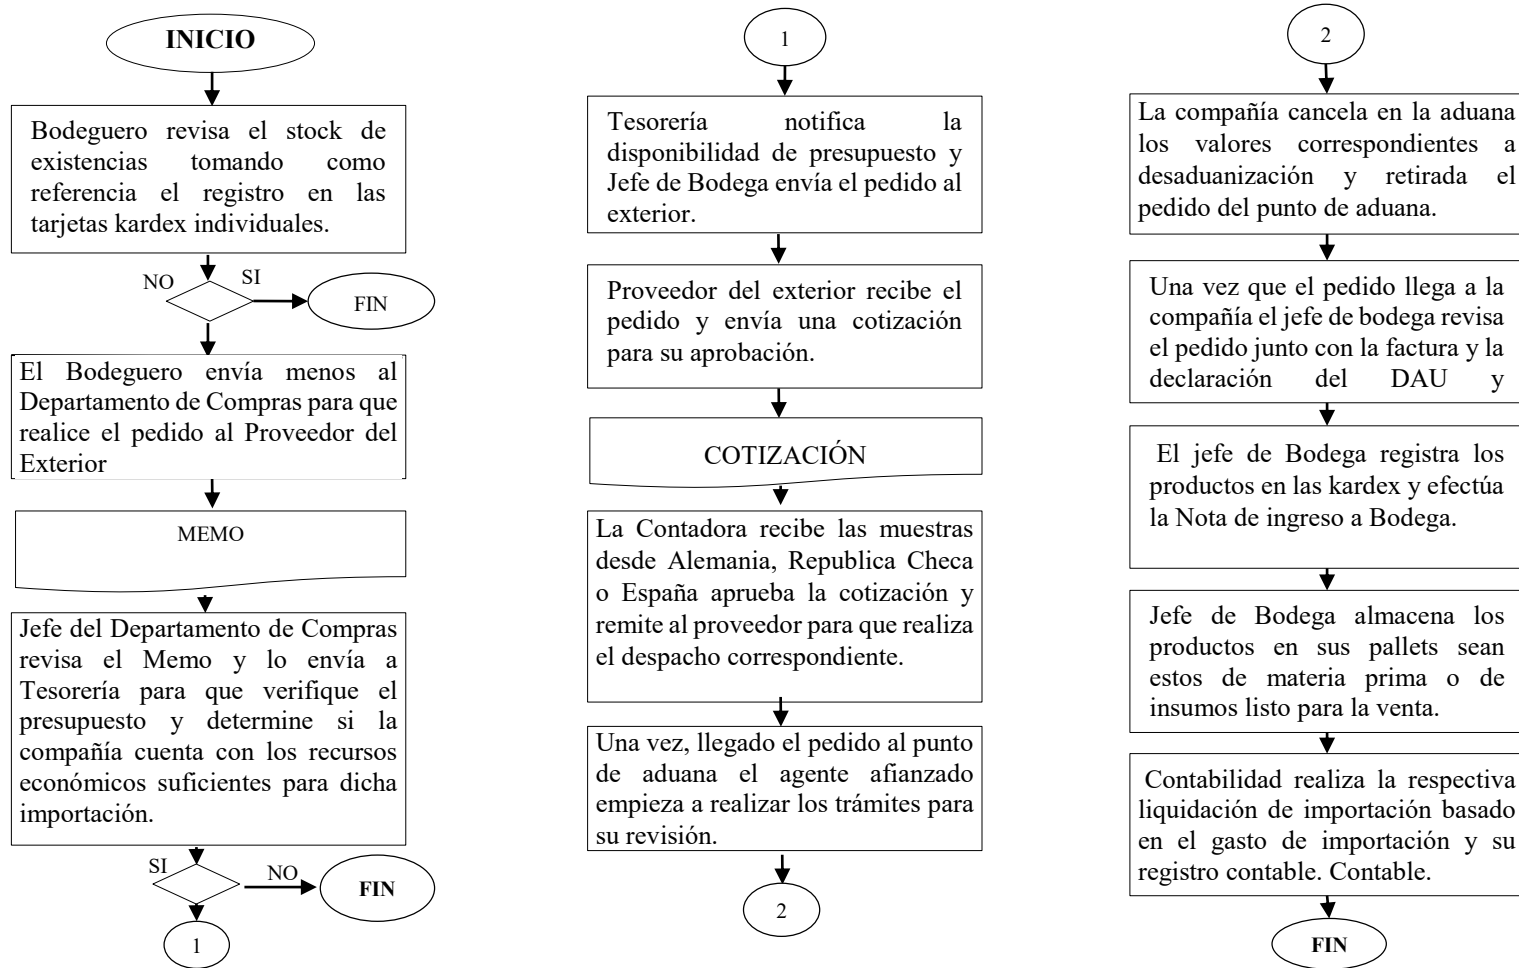 INICIO
Bodeguero revisa el stock de
existencias tomando como
referencia el registro en las
tarjetas kardex individuales.
NO
SI
FIN
El Bodeguero envía menos al
Departamento de Compras para que
realice el pedido al Proveedor del
Exterior
MEMO
Jefe del Departamento de Compras
revisa el Memo y lo envía a
Tesorería para que verifique el
presupuesto y determine si la
compañía cuenta con los recursos
económicos suficientes para dicha
importación.
SI
NO
FIN
1
1
Tesorería notifica la
disponibilidad de presupuesto y
Jefe de Bodega envía el pedido al
exterior.
Proveedor del exterior recibe el
pedido y envía una cotización
para su aprobación.
COTIZACIÓN
La Contadora recibe las muestras
desde Alemania, Republica Checa
o España aprueba la cotización y
remite al proveedor para que realiza
el despacho correspondiente.
Una vez, llegado el pedido al punto
de aduana el agente afianzado
empieza a realizar los trámites para
su revisión.
2
2
La compañía cancela en la aduana
los valores correspondientes a
desaduanización y retirada el
pedido del punto de aduana.
Una vez que el pedido llega a la
compañía el jefe de bodega revisa
el pedido junto con la factura y la
declaración del DAU y
El jefe de Bodega registra los
productos en las kardex y efectúa
la Nota de ingreso a Bodega.
Jefe de Bodega almacena los
productos en sus pallets sean
estos de materia prima o de
insumos listo para la venta.
Contabilidad realiza la respectiva
liquidación de importación basado
en el gasto de importación y su
registro contable. Contable.
FIN